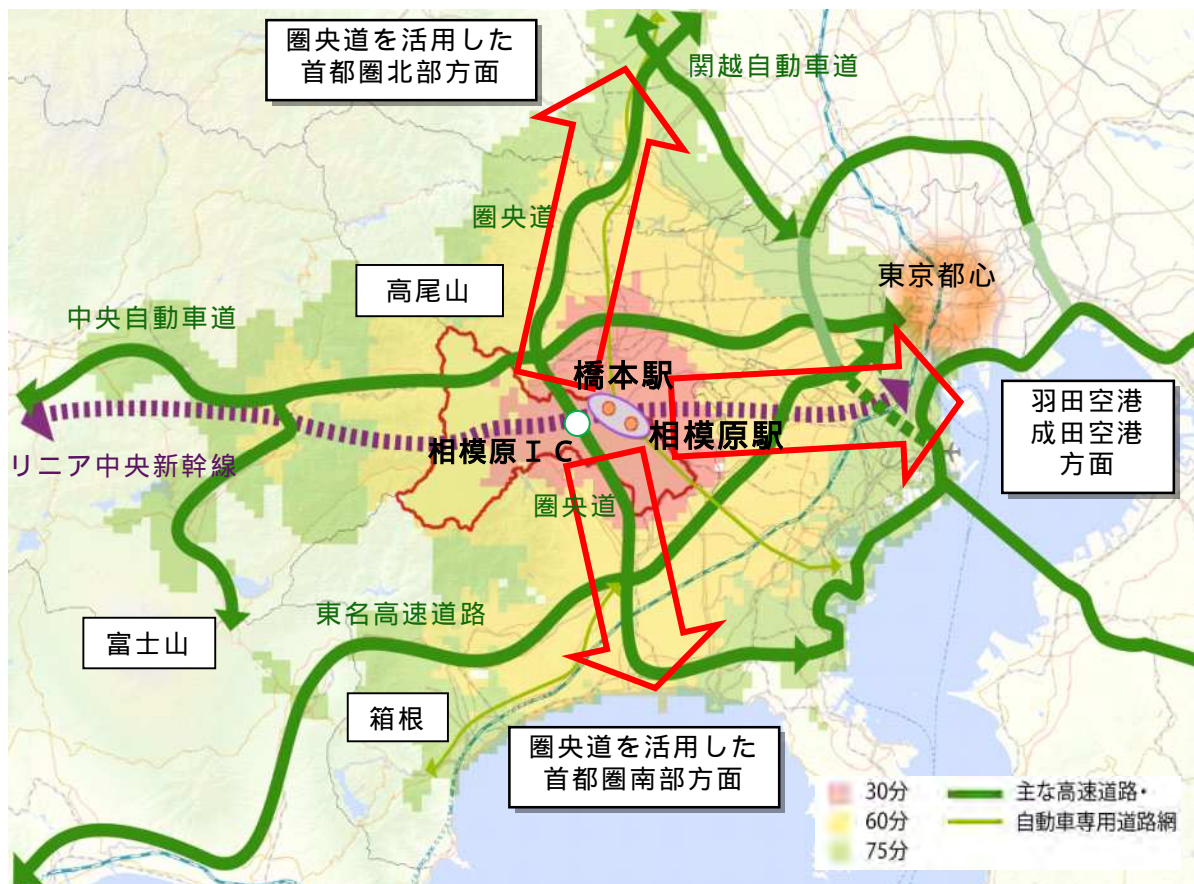 圏央道を活用した
首都圏北部方面
関越自動車道
圏央道
東京都心
高尾山
中央自動車道
橋本駅
羽田空港
成田空港
方面
相模原駅
相模原ＩＣ
リニア中央新幹線
圏央道
東名高速道路
富士山
箱根
圏央道を活用した
首都圏南部方面
30分
主な高速道路・
60分
自動車専用道路網
75分